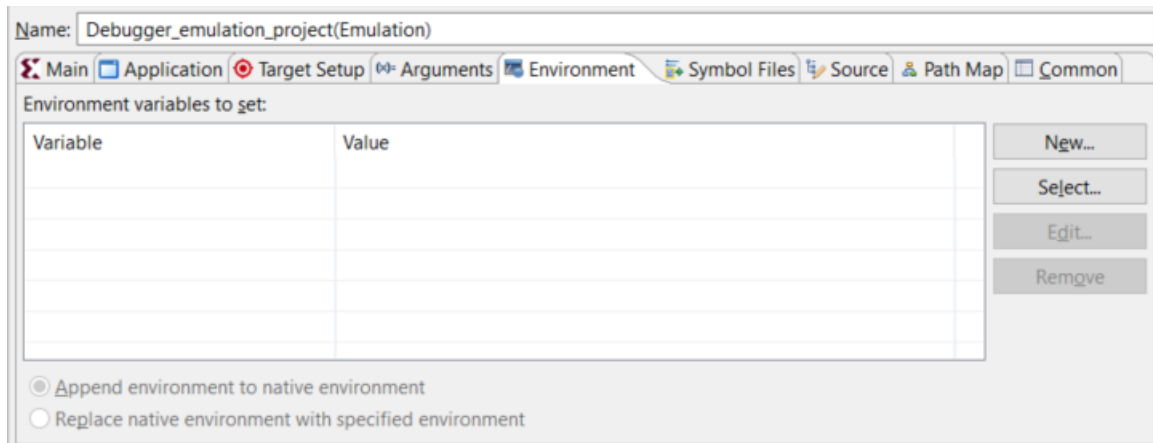 Name: Debugger_emulation_project(Emulation)
Main Application Target Setup Arguments Environment Symbol Files Source Path Map Common
Environment variables to set:
Variable Value
New...
Select...
Edit...
Remove
Append environment to native environment
Replace native environment with specified environment